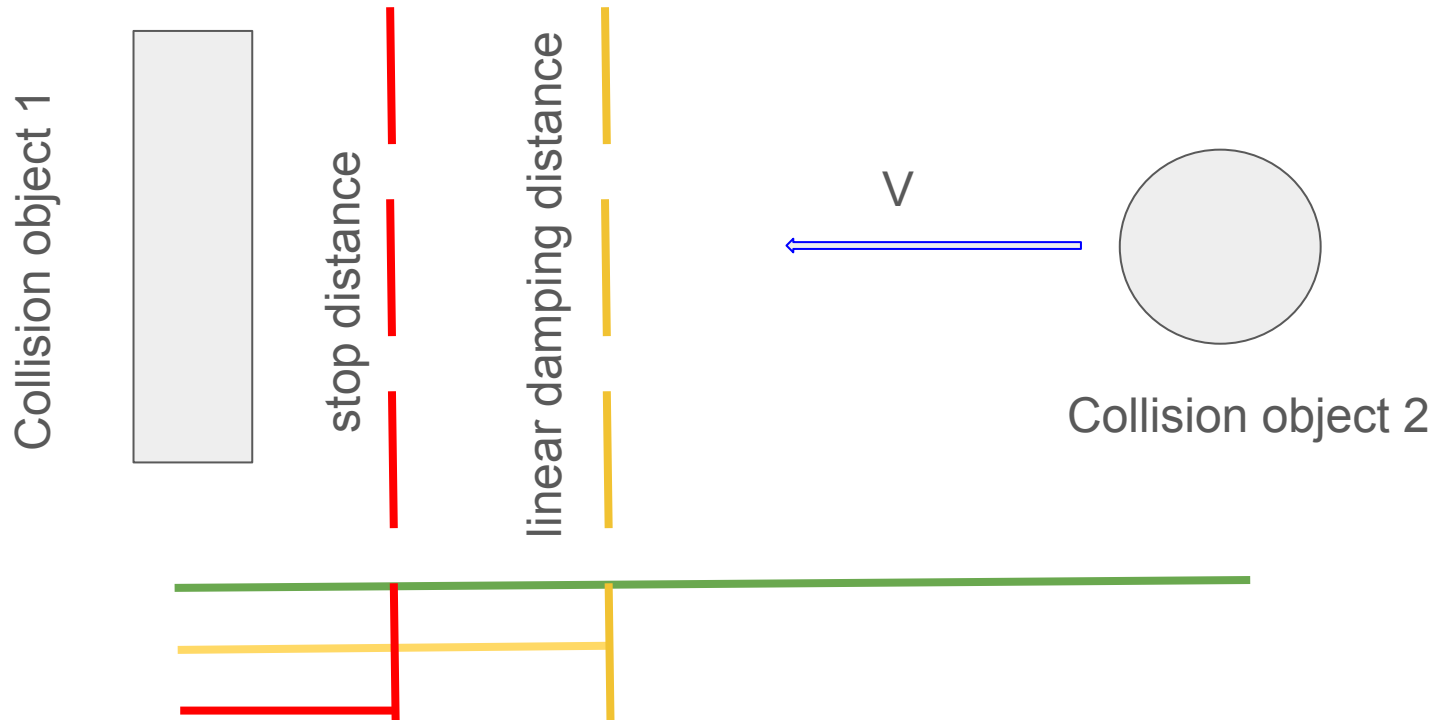 Collision object 1
stop distance
linear damping distance
V
Collision object 2